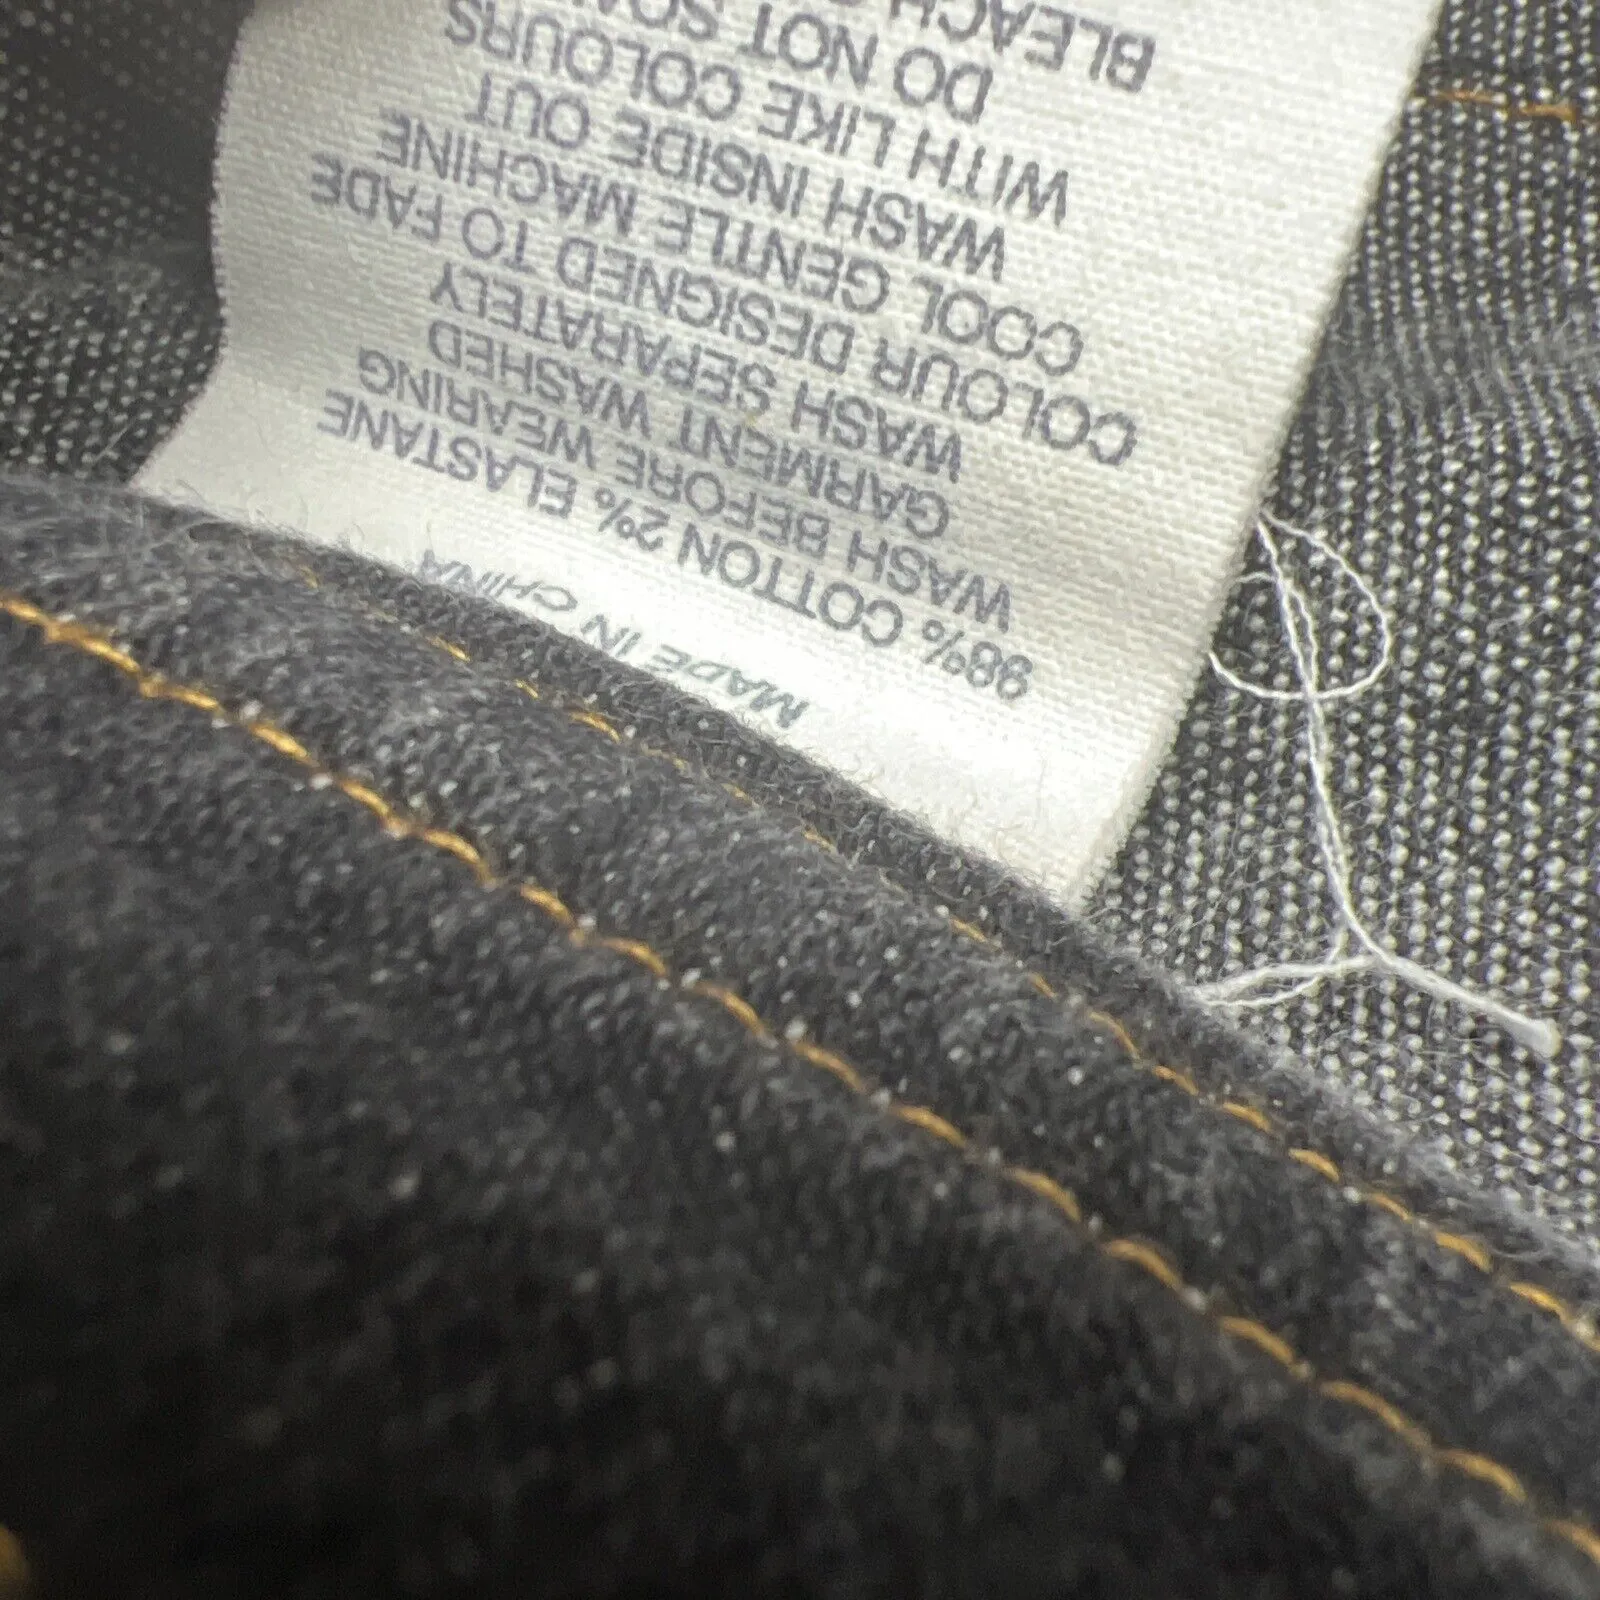 MADE IN CHINA
98% COTTON 2% ELASTANE
WASH BEFORE WEARING
GARMENT WASHED
WASH SEPARATELY
COLOUR DESIGNED TO FADE
COOL GENTLE MACHINE
WASH INSIDE OUT
WITH LIKE COLOURS
DO NOT
BLEACH